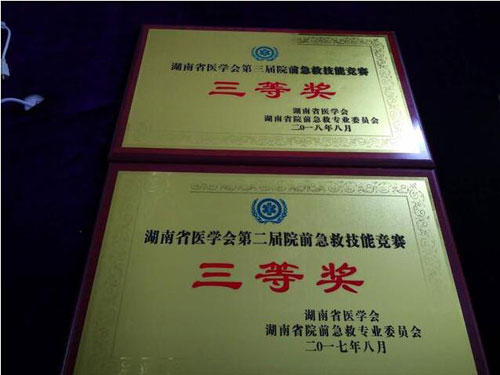 湖南省医学会第三届院前急救技能竞赛
三等奖
湖南省医学会
湖南省院前急救专业委员会
二〇一八年八月
湖南省医学会第二届院前急救技能竞赛
三等奖
湖南省医学会
湖南省院前急救专业委员会
二〇一七年八月